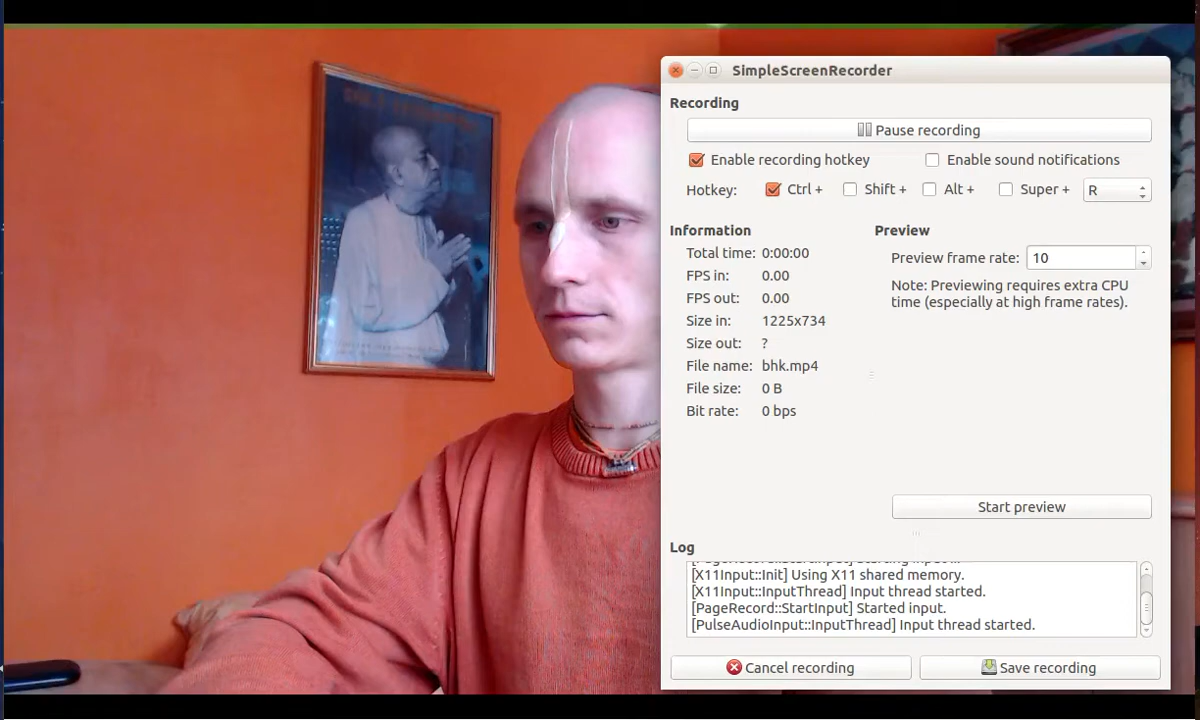 SimpleScreenRecorder
Recording
Pause recording
Enable recording hotkey
Enable sound notifications
Hotkey: Ctrl + Shift + Alt + Super + R
Information
Total time: 0:00:00
FPS in: 0.00
FPS out: 0.00
Size in: 1225x734
Size out: ?
File name: bhk.mp4
File size: 0 B
Bit rate: 0 bps
Preview
Preview frame rate: 10
Note: Previewing requires extra CPU
time (especially at high frame rates).
Start preview
Log
[X11Input::Init] Using X11 shared memory.
[X11Input::InputThread] Input thread started.
[PageRecord::StartInput] Started input.
[PulseAudioInput::InputThread] Input thread started.
Cancel recording
Save recording